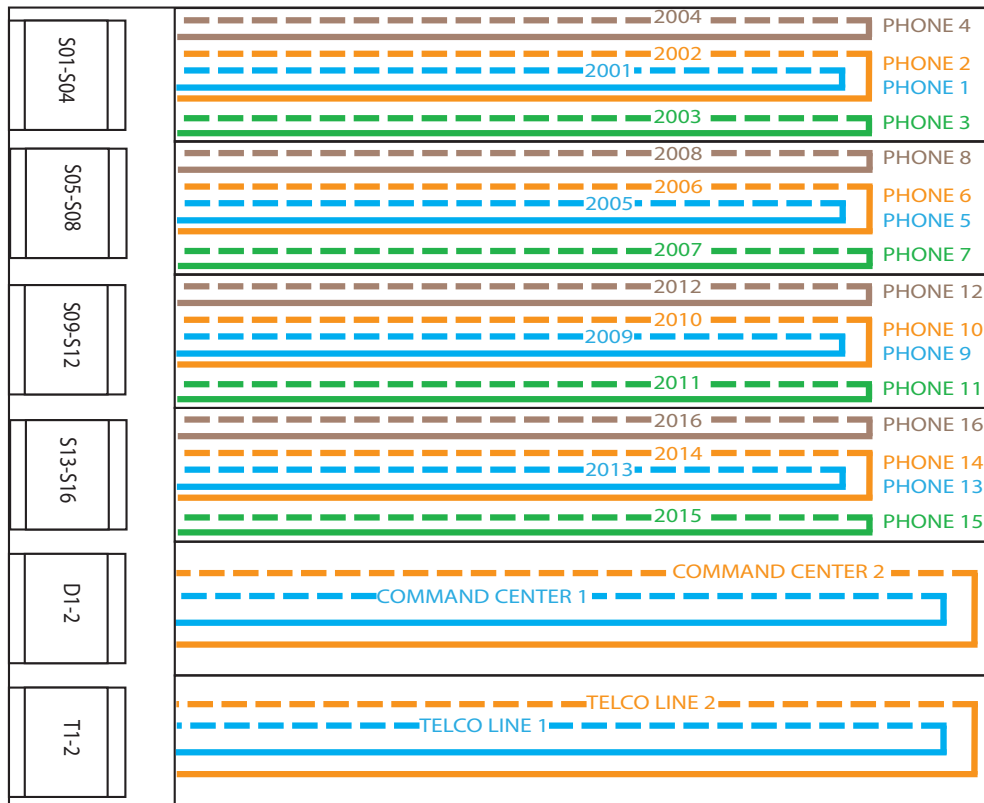 S01-S04
2004 PHONE 4
2002 PHONE 2
2001 PHONE 1
2003 PHONE 3
S05-S08
2008 PHONE 8
2006 PHONE 6
2005 PHONE 5
2007 PHONE 7
S09-S12
2012 PHONE 12
2010 PHONE 10
2009 PHONE 9
2011 PHONE 11
S13-S16
2016 PHONE 16
2014 PHONE 14
2013 PHONE 13
2015 PHONE 15
D1-2
COMMAND CENTER 2
COMMAND CENTER 1
T1-2
TELCO LINE 2
TELCO LINE 1